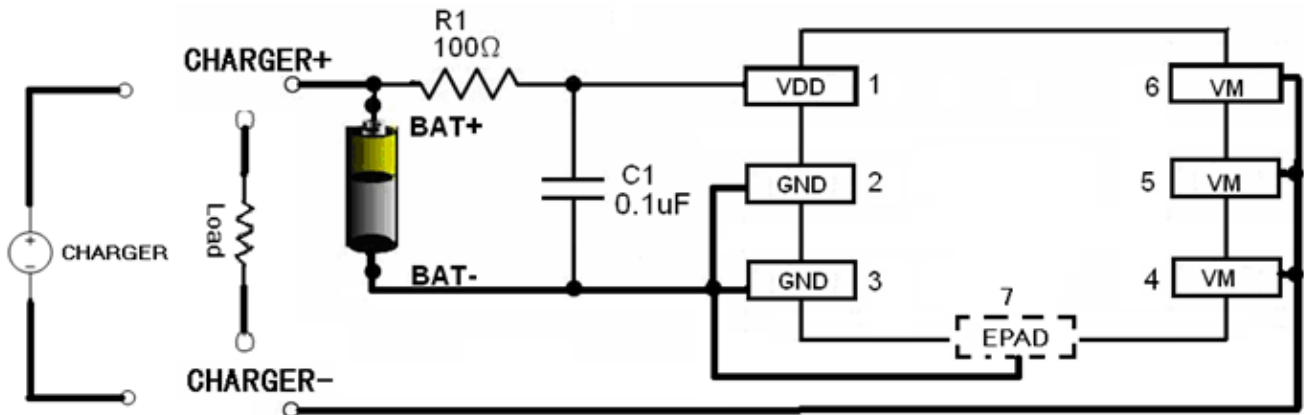 R1
100Ω
CHARGER+
BAT+
VDD
1
6
VM
C1
0.1uF
GND
2
5
VM
Load
+
−
CHARGER
BAT-
GND
3
4
VM
7
EPAD
CHARGER-